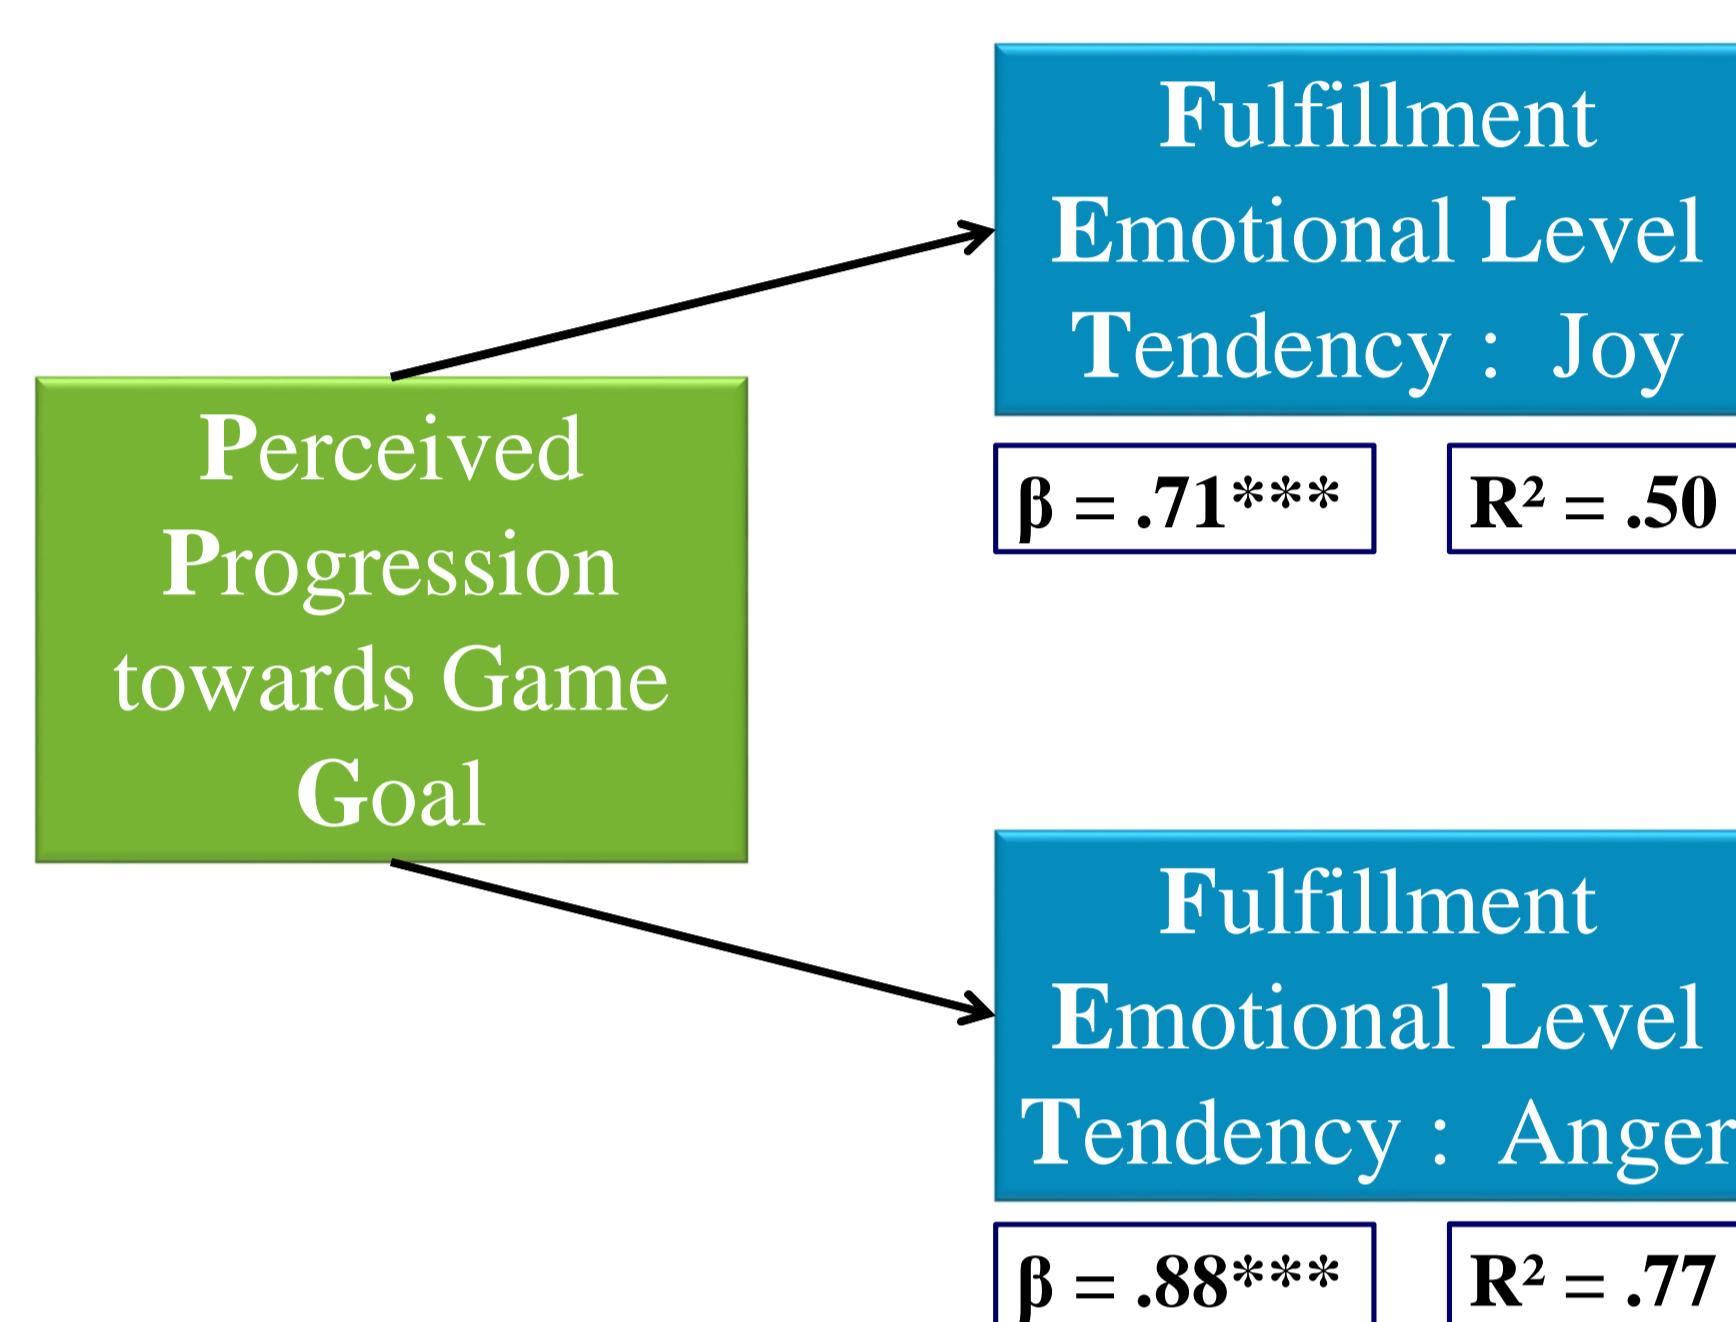 Fulfillment
Emotional Level
Tendency : Joy
β = .71***
R² = .50
Perceived
Progression
towards Game
Goal
Fulfillment
Emotional Level
Tendency : Anger
β = .88***
R² = .77